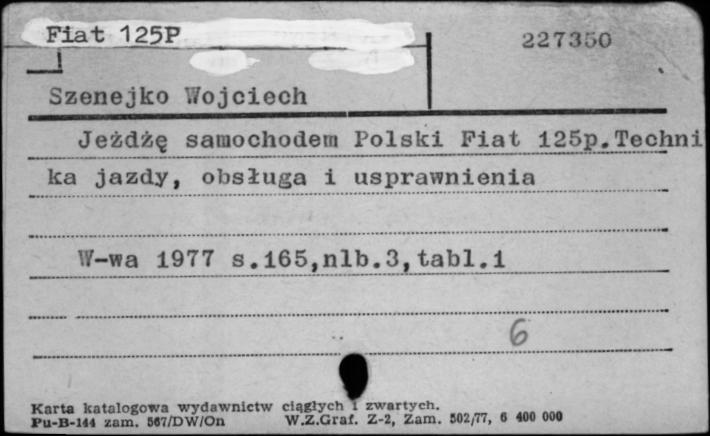 Fiat 125P
227350
Szenejko Wojciech
Jeżdżę samochodem Polski Fiat 125p.Techni
ka jazdy, obsługa i usprawnienia
W-wa 1977 s.165,nlb.3,tabl.1
6
Karta katalogowa wydawnictw ciągłych i zwartych.
Pu-B-144 zam. 567/DW/On W.Z.Graf. Z-2, Zam. 502/77, 6 400 000